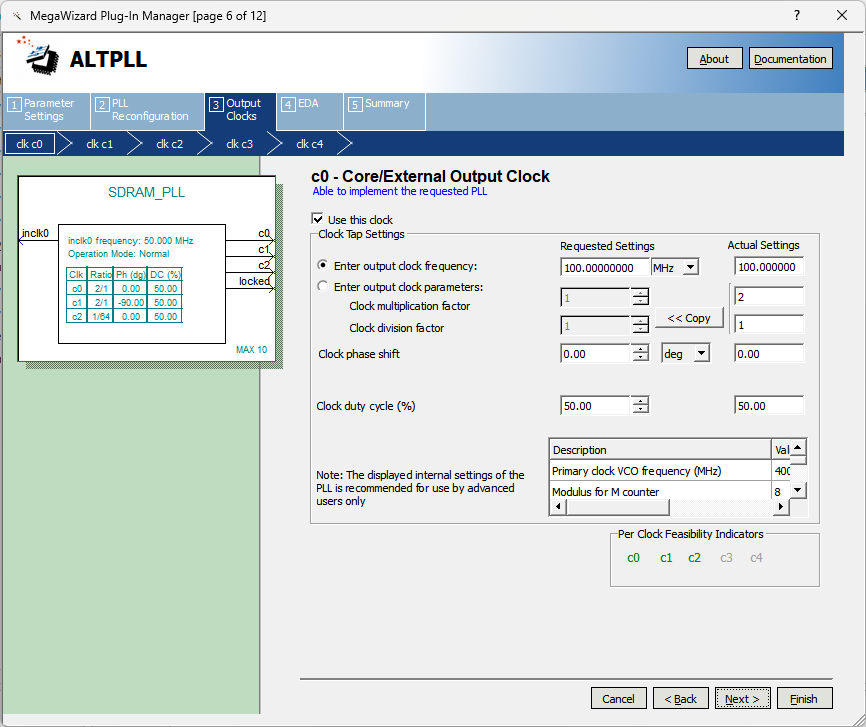 MegaWizard Plug-In Manager [page 6 of 12]
ALTPLL
About
Documentation
1 Parameter Settings
2 PLL Reconfiguration
3 Output Clocks
4 EDA
5 Summary
clk c0
clk c1
clk c2
clk c3
clk c4
SDRAM_PLL
inclk0
inclk0 frequency: 50.000 MHz
Operation Mode: Normal
Clk Ratio Ph (dg) DC (%)
c0 2/1 0.00 50.00
c1 2/1 -90.00 50.00
c2 1/64 0.00 50.00
c0
c1
c2
locked
MAX 10
c0 - Core/External Output Clock
Able to implement the requested PLL
Use this clock
Clock Tap Settings
Requested Settings
Actual Settings
Enter output clock frequency:
100.00000000
MHz
100.000000
Enter output clock parameters:
Clock multiplication factor
1
2
<< Copy
Clock division factor
1
1
Clock phase shift
0.00
deg
0.00
Clock duty cycle (%)
50.00
50.00
Note: The displayed internal settings of the
PLL is recommended for use by advanced
users only
Description Val
Primary clock VCO frequency (MHz) 400
Modulus for M counter 8
Per Clock Feasibility Indicators
c0 c1 c2 c3 c4
Cancel
< Back
Next >
Finish